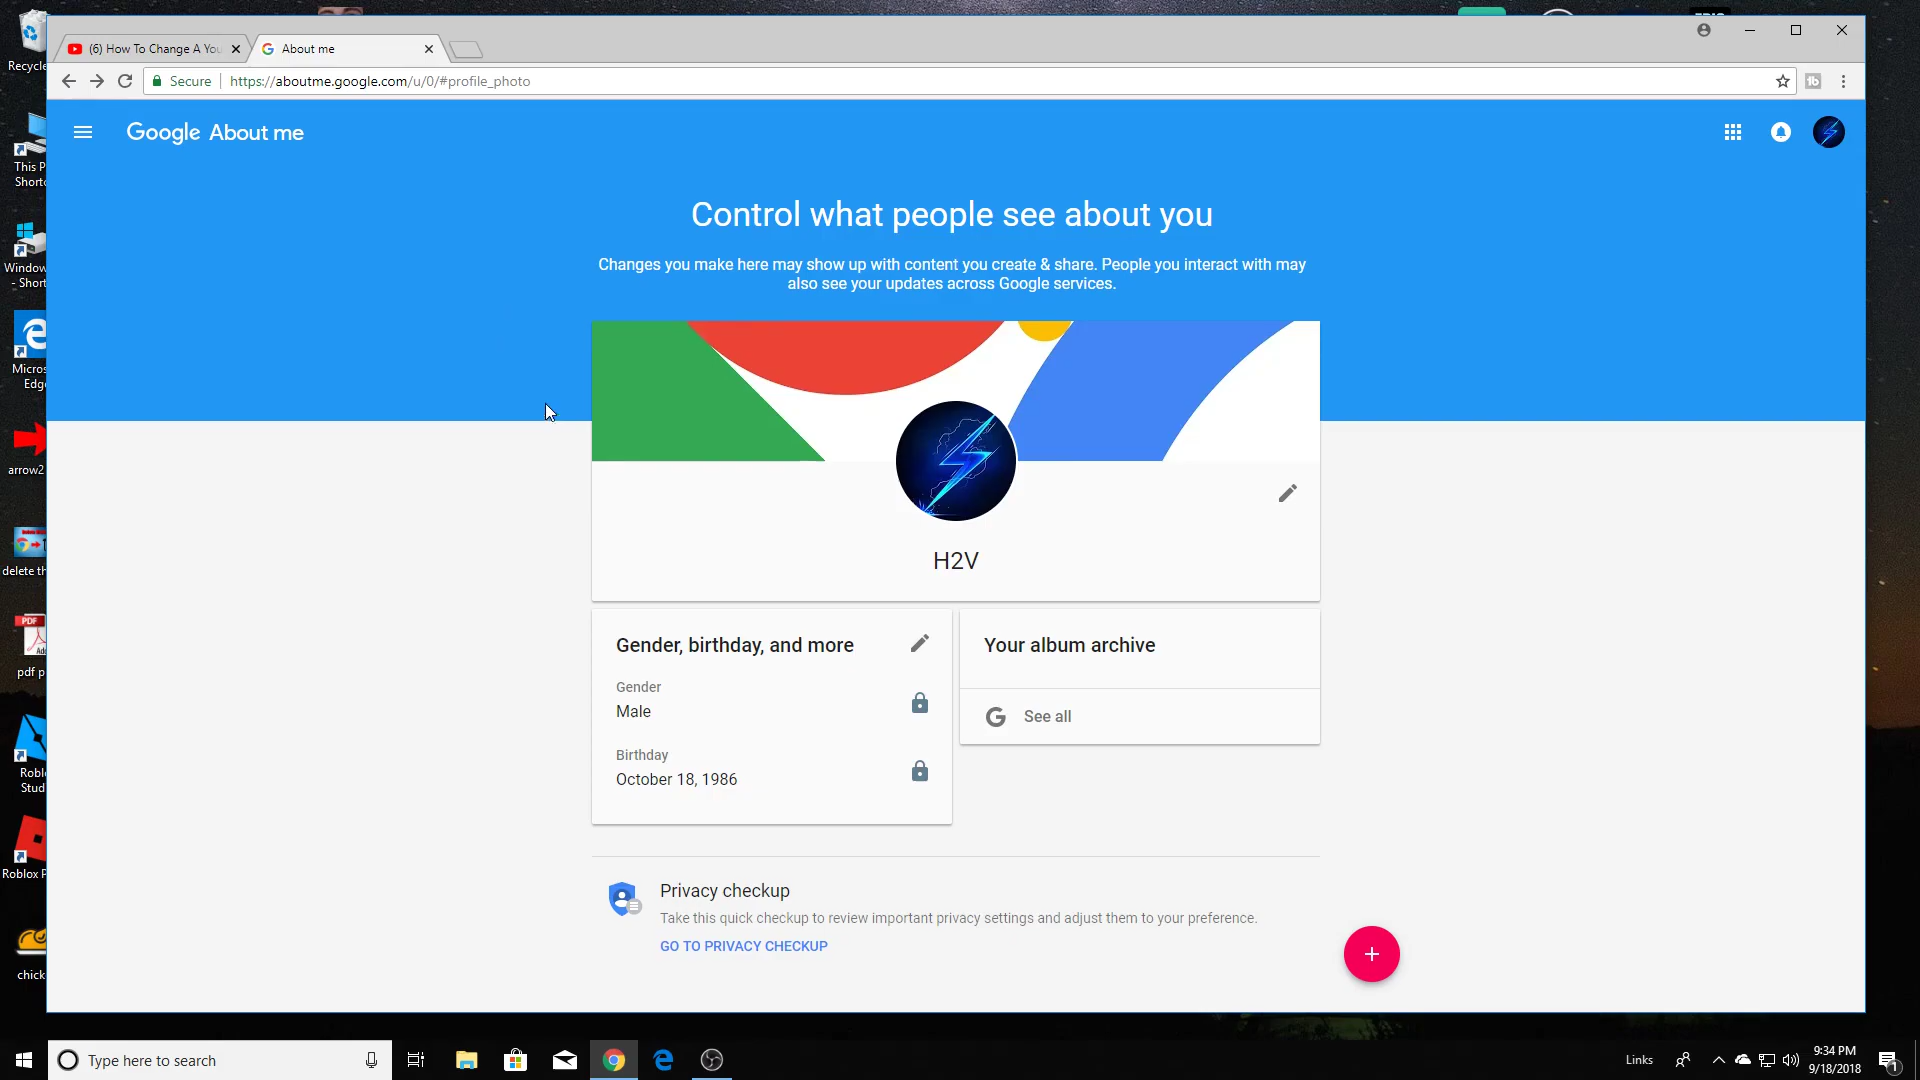 (6) How To Change A You
About me
Secure
https://aboutme.google.com/u/0/#profile_photo
Google About me
Control what people see about you
Changes you make here may show up with content you create & share. People you interact with may
also see your updates across Google services.
H2V
Gender, birthday, and more
Gender
Male
Birthday
October 18, 1986
Your album archive
See all
Privacy checkup
Take this quick checkup to review important privacy settings and adjust them to your preference.
GO TO PRIVACY CHECKUP
Recycle
This P
Shortc
Window
- Short
Micros
Edge
arrow2
PDF
delete th
pdf p
Robl
Stud
Roblox P
chick
Type here to search
Links
9:34 PM
9/18/2018
1